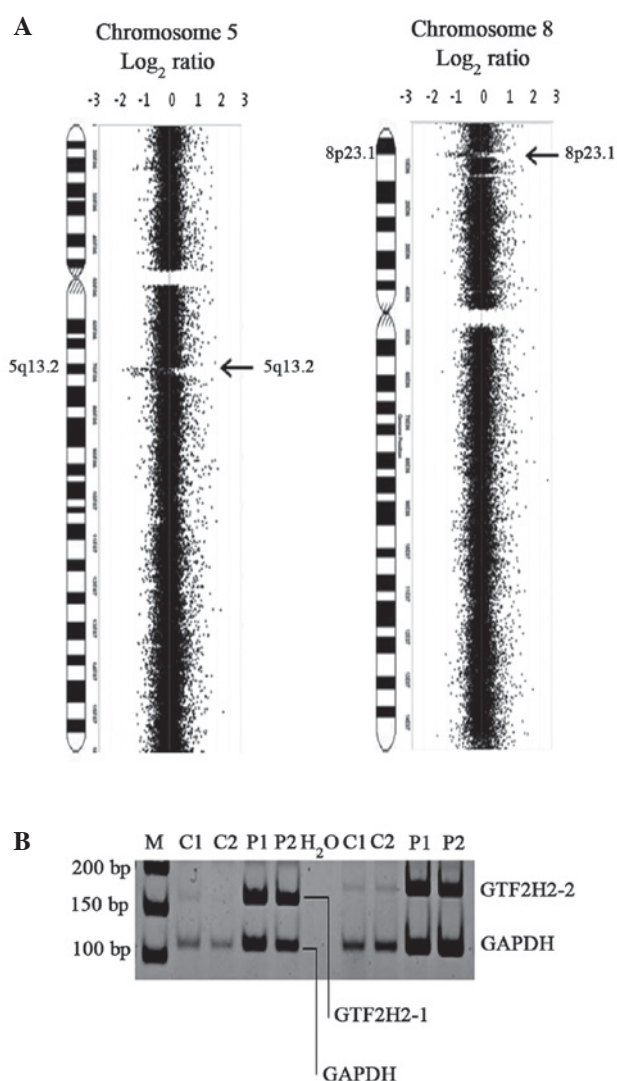 A
Chromosome 5
Log2 ratio
-3 -2 -1 0 1 2 3
5q13.2
5q13.2
Chromosome 8
Log2 ratio
-3 -2 -1 0 1 2 3
8p23.1
8p23.1
B
M C1 C2 P1 P2 H2O C1 C2 P1 P2
200 bp
150 bp
100 bp
GTF2H2-2
GAPDH
GTF2H2-1
GAPDH